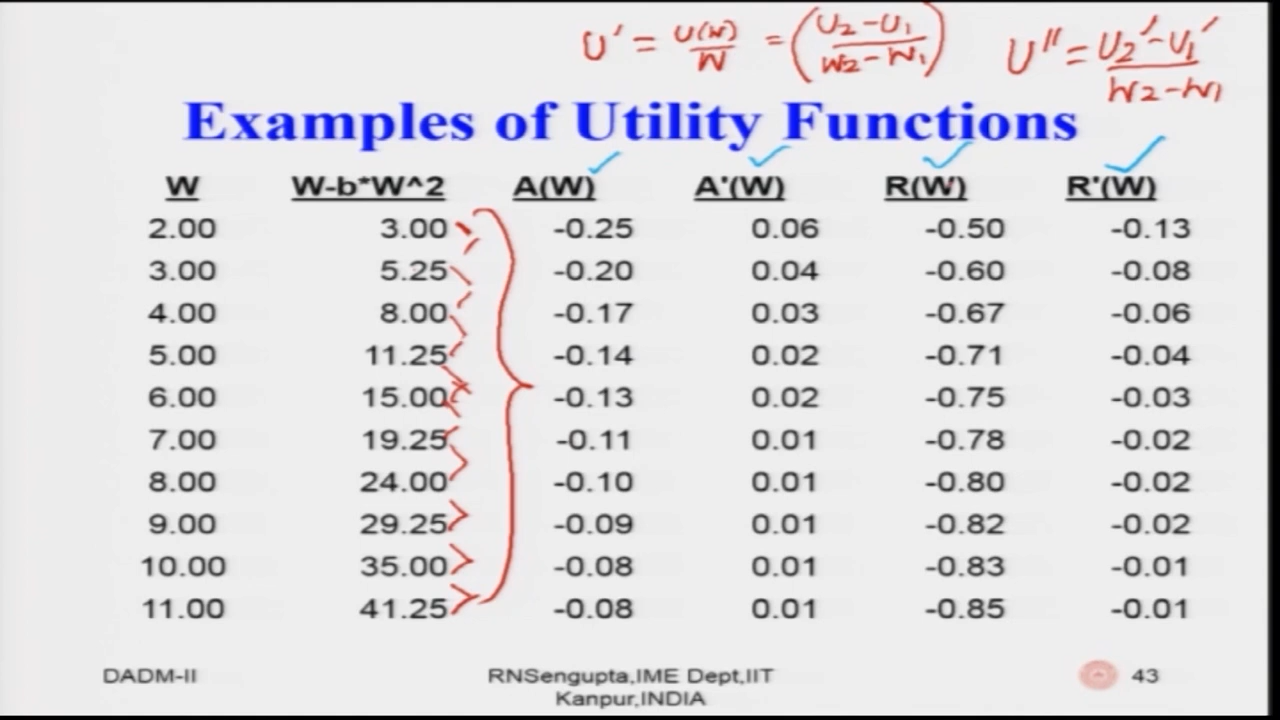 U' = U(W)/W = (U2-U1/W2-W1) U'' = U2'-U1'/W2-W1
Examples of Utility Functions
W W-b*W^2 A(W) A'(W) R(W) R'(W)
2.00 3.00 -0.25 0.06 -0.50 -0.13
3.00 5.25 -0.20 0.04 -0.60 -0.08
4.00 8.00 -0.17 0.03 -0.67 -0.06
5.00 11.25 -0.14 0.02 -0.71 -0.04
6.00 15.00 -0.13 0.02 -0.75 -0.03
7.00 19.25 -0.11 0.01 -0.78 -0.02
8.00 24.00 -0.10 0.01 -0.80 -0.02
9.00 29.25 -0.09 0.01 -0.82 -0.02
10.00 35.00 -0.08 0.01 -0.83 -0.01
11.00 41.25 -0.08 0.01 -0.85 -0.01
DADM-II RNSengupta,IME Dept,IIT 43
Kanpur,INDIA